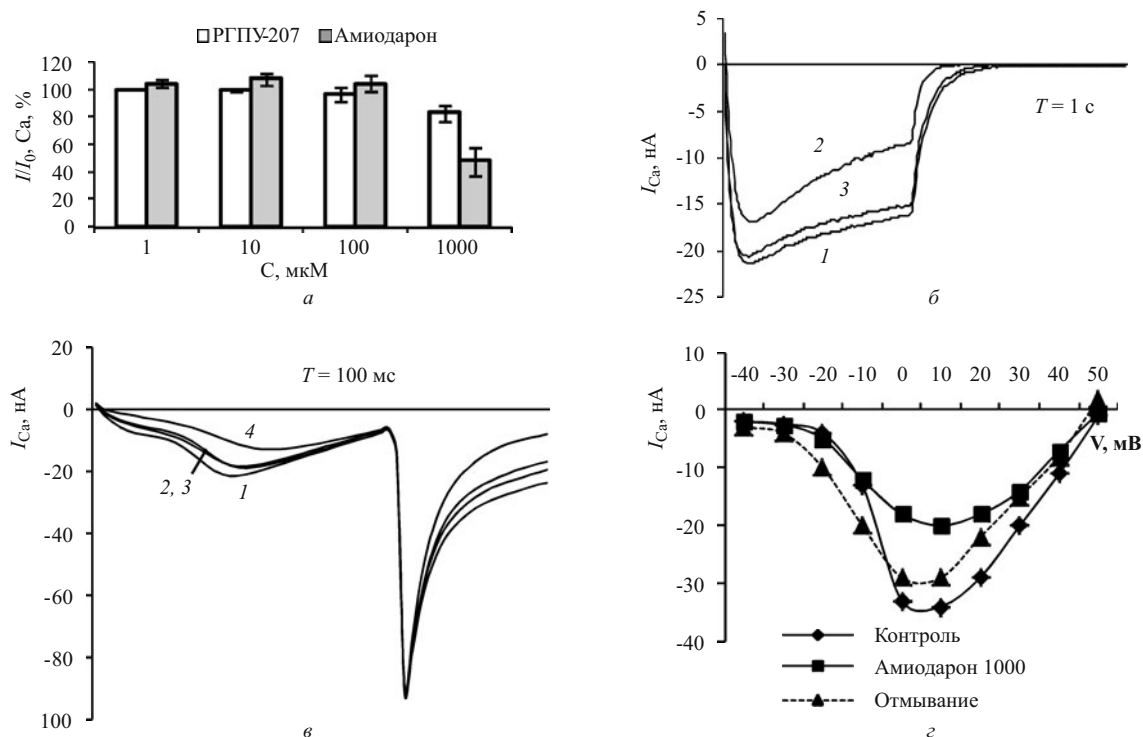 РГПУ-207 Амиодарон
120
100
80
60
40
20
0
I/I0, Ca, %
1 10 100 1000
С, мкМ
а
5
0
-5
-10
-15
-20
-25
ICa, нА
T = 1 с
2
3
1
б
20
0
-20
-40
-60
-80
100
ICa, нА
T = 100 мс
4
2, 3
1
в
10
0
-10
-20
-30
-40
ICa, нА
-40 -30 -20 -10 0 10 20 30 40 50
V, мВ
Контроль
Амиодарон 1000
Отмывание
г